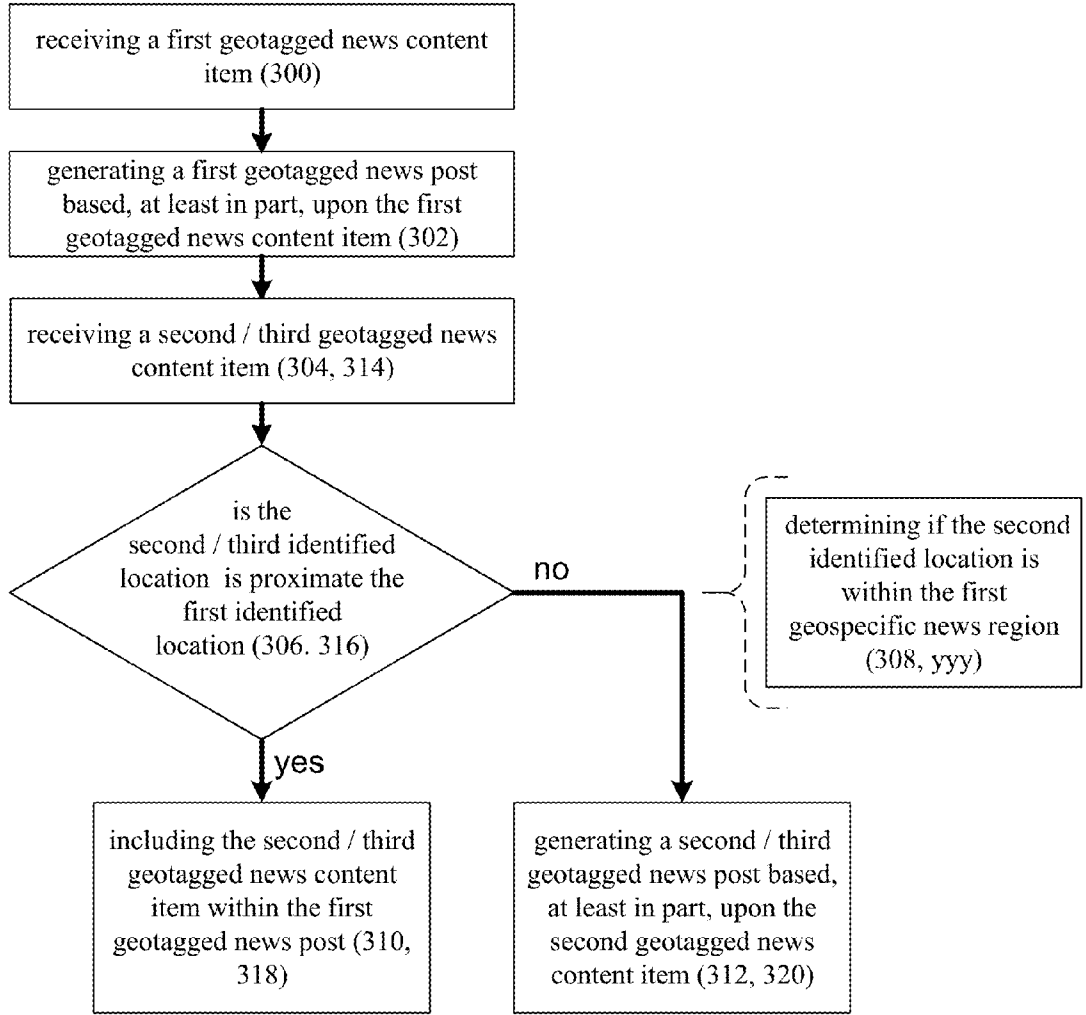 receiving a first geotagged news content
item (300)
generating a first geotagged news post
based, at least in part, upon the first
geotagged news content item (302)
receiving a second / third geotagged news
content item (304, 314)
is the
second / third identified
location is proximate the
first identified
location (306. 316)
no
determining if the second
identified location is
within the first
geospecific news region
(308, yyy)
yes
including the second / third
geotagged news content
item within the first
geotagged news post (310,
318)
generating a second / third
geotagged news post based,
at least in part, upon the
second geotagged news
content item (312, 320)